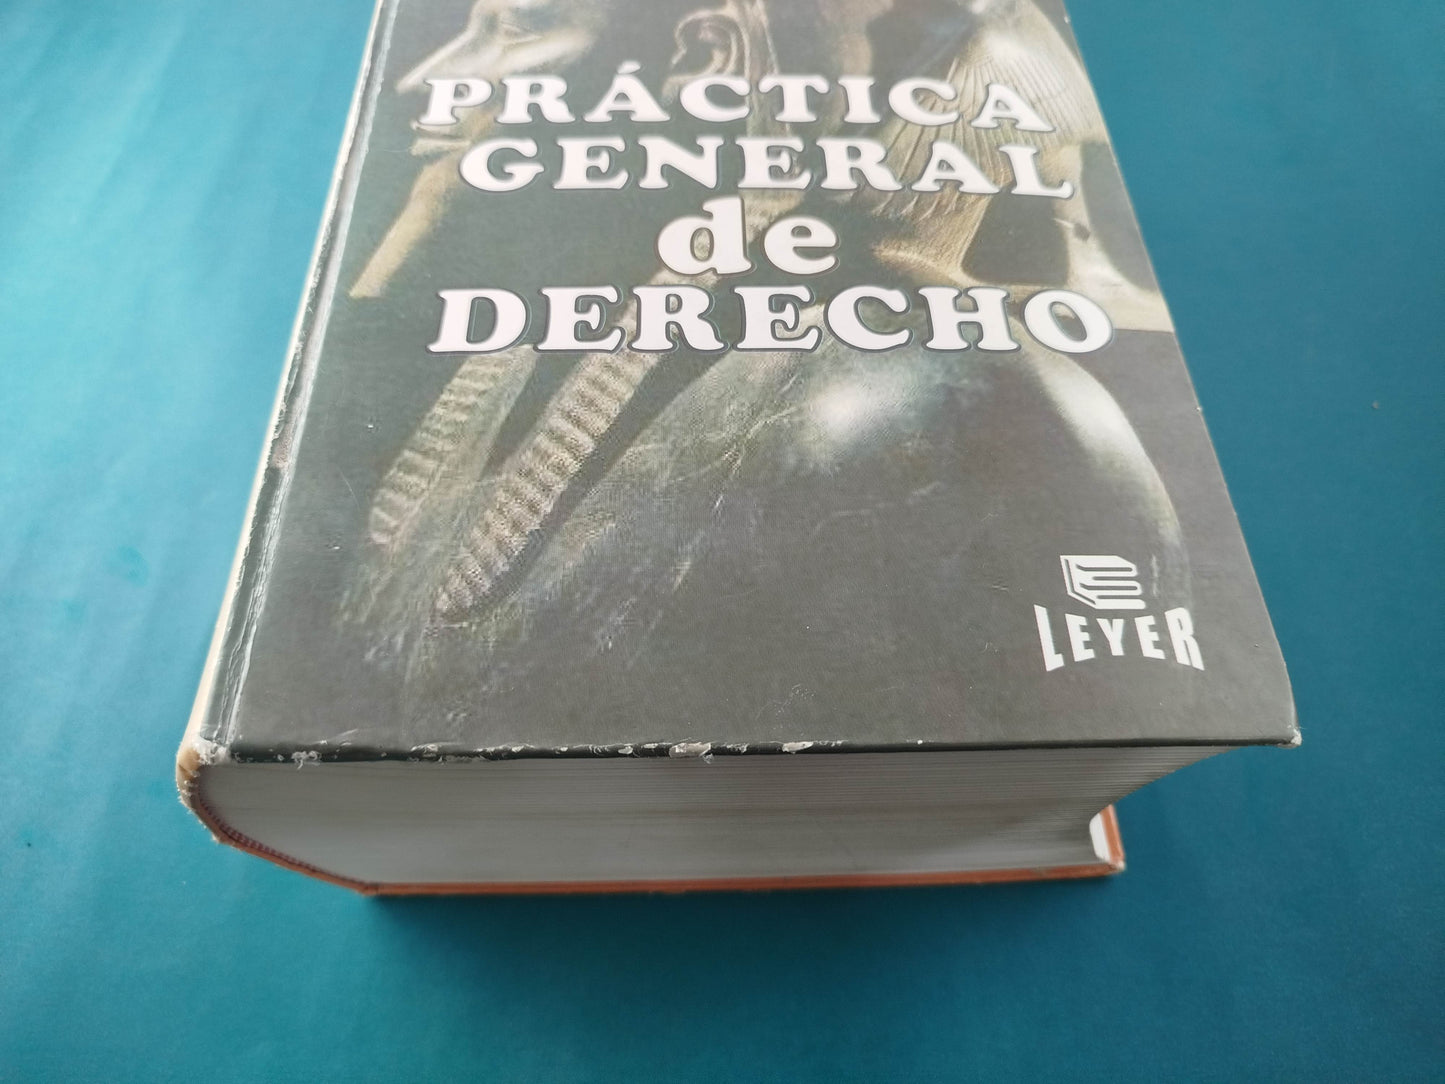 PRÁCTICA
GENERAL
de
DERECHO
LEYER